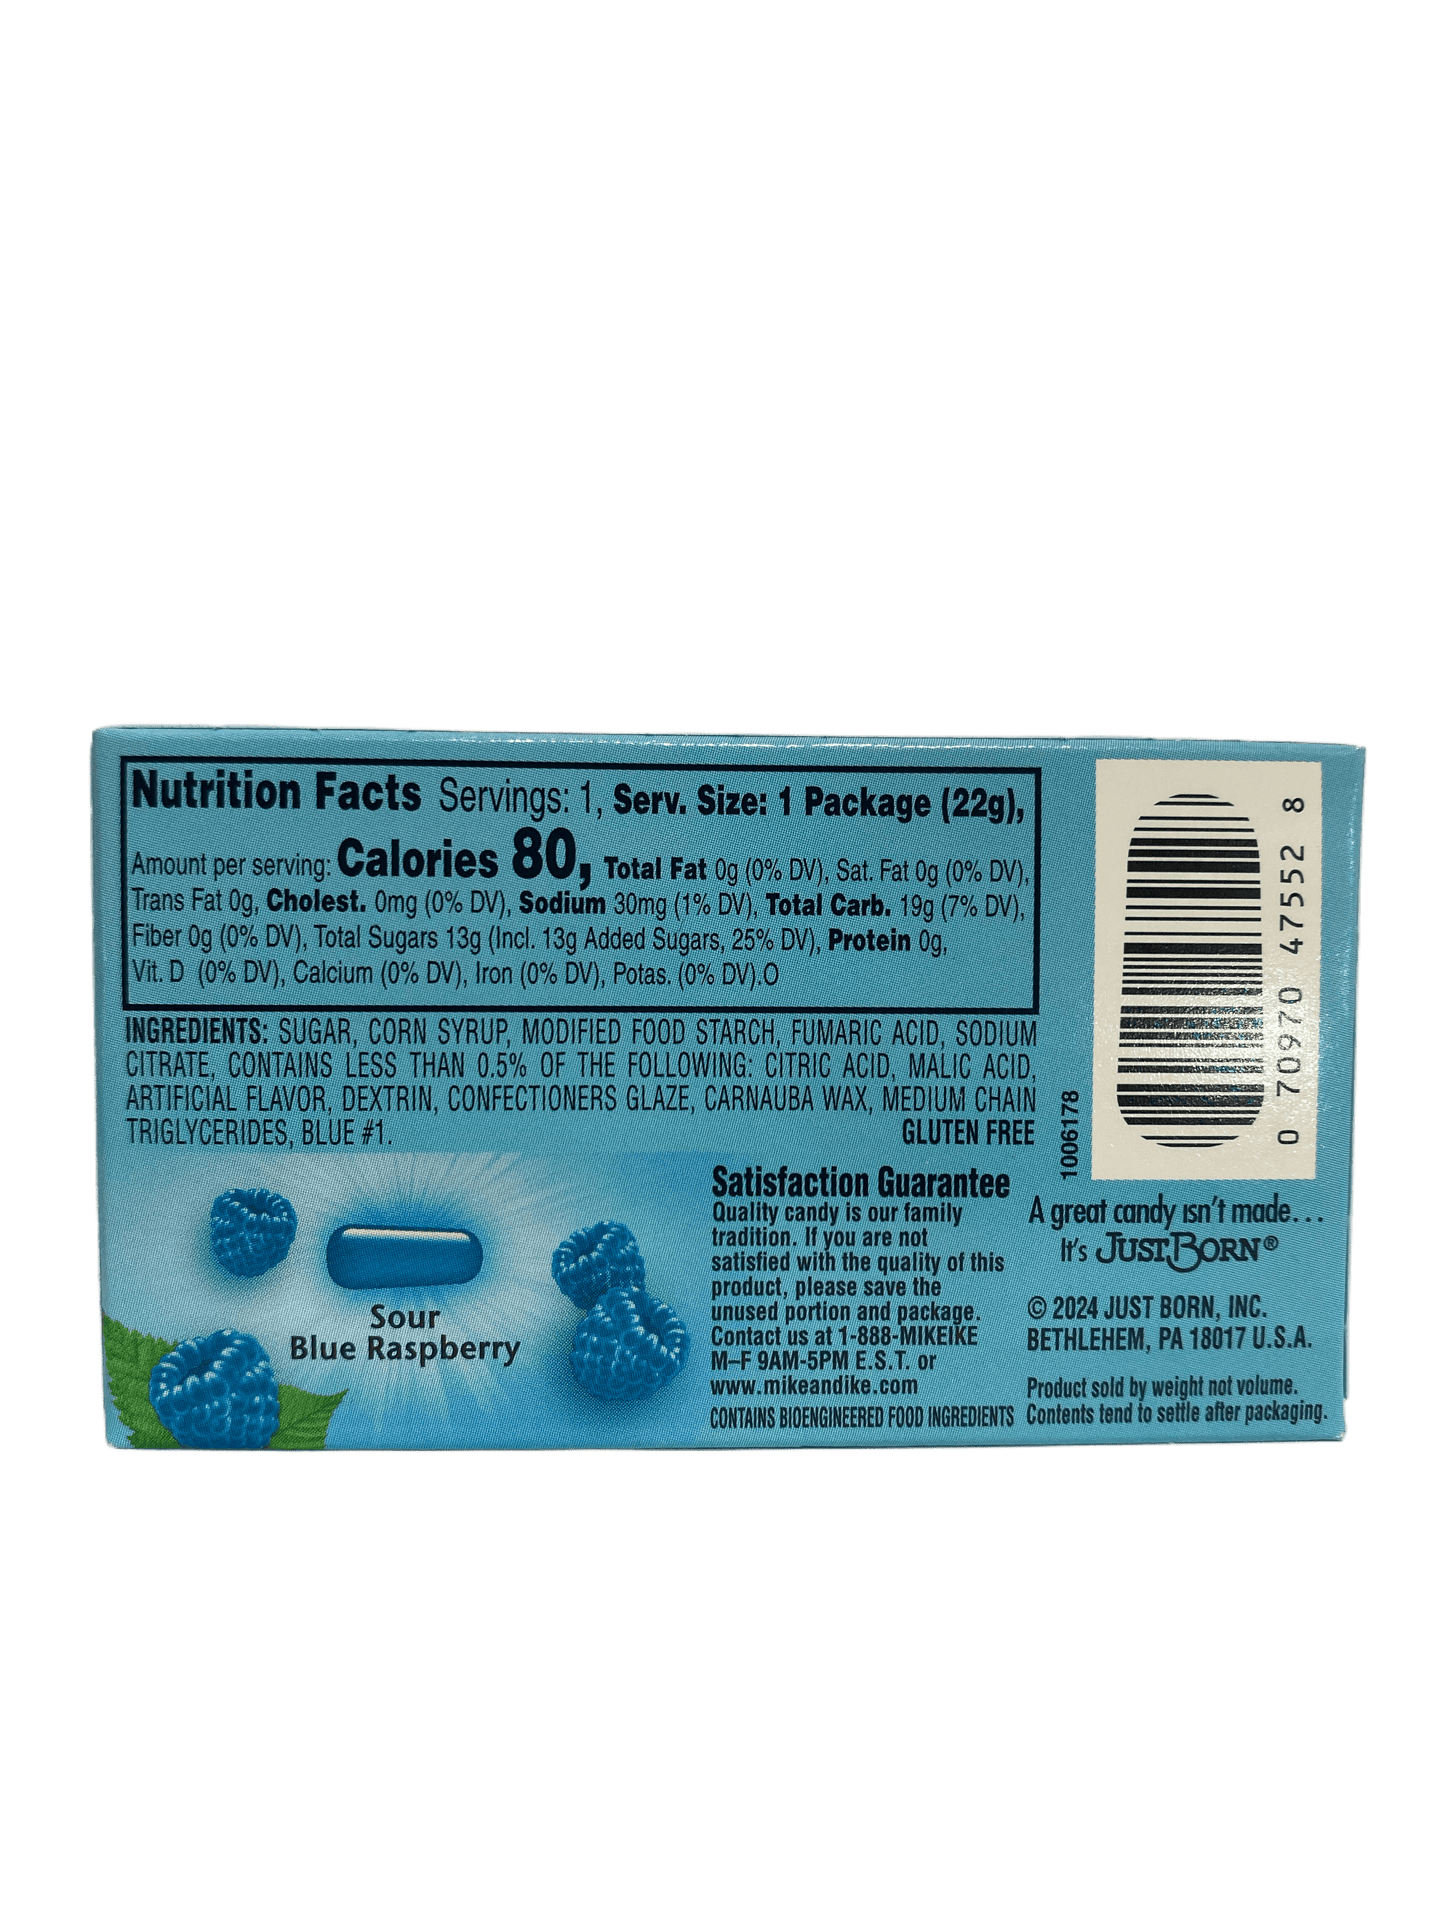 Nutrition Facts Servings: 1, Serv. Size: 1 Package (22g),
Amount per serving: Calories 80, Total Fat 0g (0% DV), Sat. Fat 0g (0% DV),
Trans Fat 0g, Cholest. 0mg (0% DV), Sodium 30mg (1% DV), Total Carb. 19g (7% DV),
Fiber 0g (0% DV), Total Sugars 13g (Incl. 13g Added Sugars, 25% DV), Protein 0g,
Vit. D (0% DV), Calcium (0% DV), Iron (0% DV), Potas. (0% DV).O
INGREDIENTS: SUGAR, CORN SYRUP, MODIFIED FOOD STARCH, FUMARIC ACID, SODIUM
CITRATE, CONTAINS LESS THAN 0.5% OF THE FOLLOWING: CITRIC ACID, MALIC ACID,
ARTIFICIAL FLAVOR, DEXTRIN, CONFECTIONERS GLAZE, CARNAUBA WAX, MEDIUM CHAIN
TRIGLYCERIDES, BLUE #1. GLUTEN FREE
1006178
0 70970 47552 8
Sour
Blue Raspberry
Satisfaction Guarantee
Quality candy is our family
tradition. If you are not
satisfied with the quality of this
product, please save the
unused portion and package.
Contact us at 1-888-MIKEIKE
M–F 9AM-5PM E.S.T. or
www.mikeandike.com
CONTAINS BIOENGINEERED FOOD INGREDIENTS
A great candy isn't made...
It's JUST BORN®
© 2024 JUST BORN, INC.
BETHLEHEM, PA 18017 U.S.A.
Product sold by weight not volume.
Contents tend to settle after packaging.